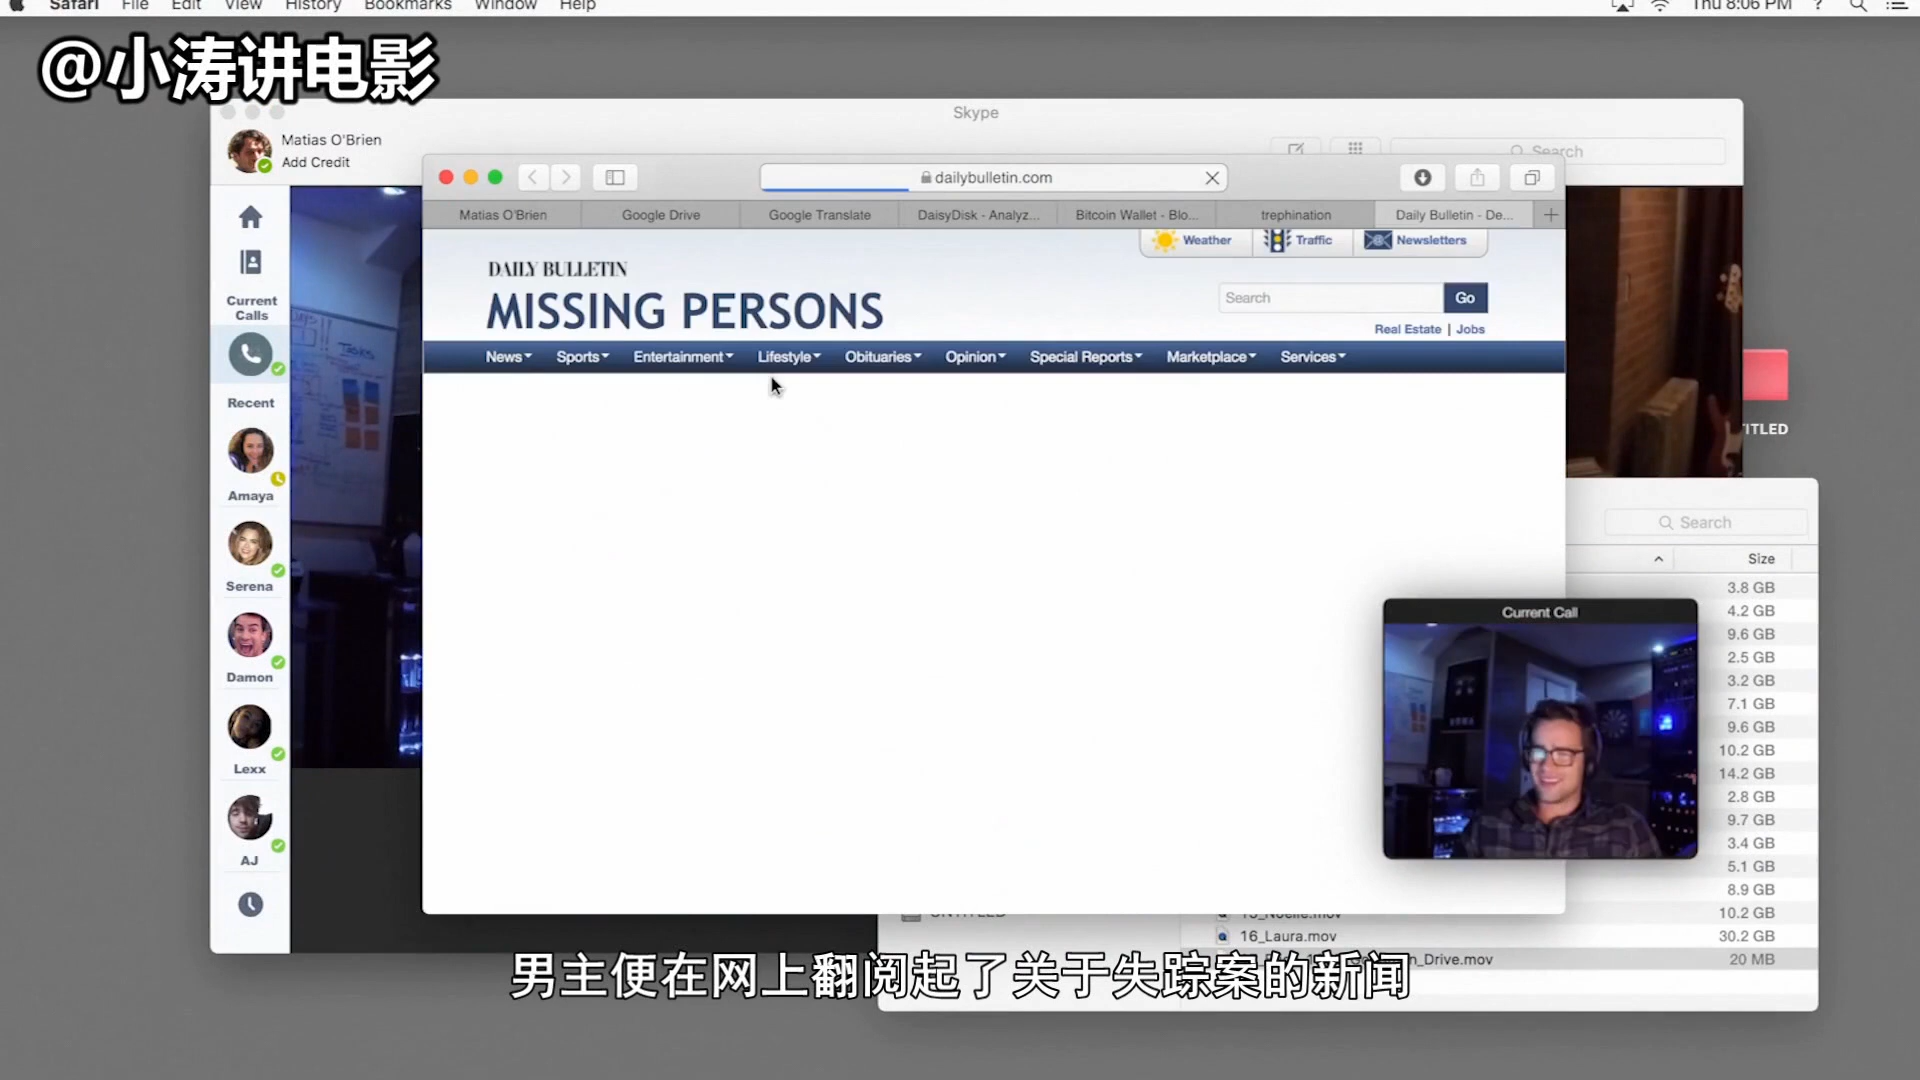 Safari File Edit View History Bookmarks Window Help
Thu 8:06 PM
@小涛讲电影
Skype
Matias O'Brien
Add Credit
Search
dailybulletin.com
Matias O'Brien
Google Drive
Google Translate
DaisyDisk - Analyz...
Bitcoin Wallet - Blo...
trephination
Daily Bulletin - De...
Weather
Traffic
Newsletters
DAILY BULLETIN
MISSING PERSONS
Search
Go
Real Estate | Jobs
News
Sports
Entertainment
Lifestyle
Obituaries
Opinion
Special Reports
Marketplace
Services
Current
Calls
Recent
Amaya
Serena
Damon
Lexx
AJ
Tasks
Search
Size
3.8 GB
4.2 GB
9.6 GB
2.5 GB
3.2 GB
7.1 GB
9.6 GB
10.2 GB
14.2 GB
2.8 GB
9.7 GB
3.4 GB
5.1 GB
8.9 GB
10.2 GB
16_Laura.mov
30.2 GB
_Drive.mov
20 MB
Current Call
男主便在网上翻阅起了关于失踪案的新闻